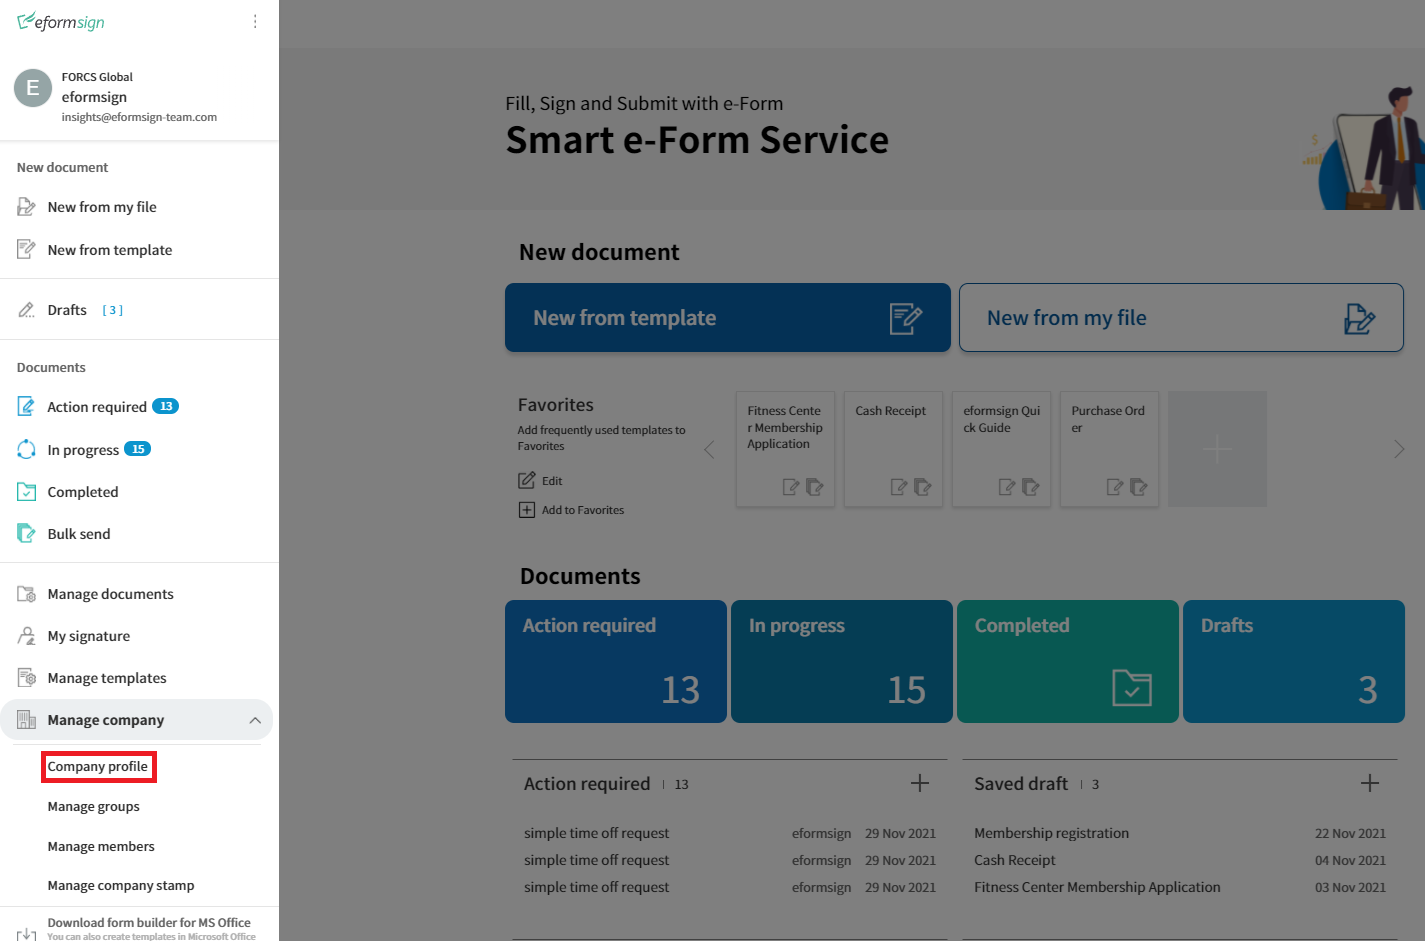 eformsign
E
FORCS Global
eformsign
insights@eformsign-team.com
New document
New from my file
New from template
Drafts [ 3 ]
Documents
Action required 13
In progress 15
Completed
Bulk send
Manage documents
My signature
Manage templates
Manage company
Company profile
Manage groups
Manage members
Manage company stamp
Download form builder for MS Office
You can also create templates in Microsoft Office
Fill, Sign and Submit with e-Form
Smart e-Form Service
New document
New from template
New from my file
Favorites
Add frequently used templates to
Favorites
Edit
Add to Favorites
Fitness Cente
r Membership
Application
Cash Receipt
eformsign Qui
ck Guide
Purchase Ord
er
Documents
Action required
13
In progress
15
Completed
Drafts
3
Action required 13
simple time off request eformsign 29 Nov 2021
simple time off request eformsign 29 Nov 2021
simple time off request eformsign 29 Nov 2021
Saved draft 3
Membership registration 22 Nov 2021
Cash Receipt 04 Nov 2021
Fitness Center Membership Application 03 Nov 2021